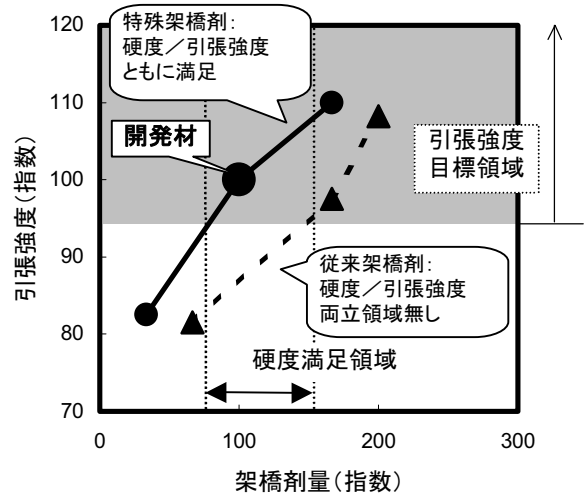 120
110
100
90
80
70
引張強度(指数)
特殊架橋剤:
硬度／引張強度
ともに満足
開発材
引張強度
目標領域
従来架橋剤:
硬度／引張強度
両立領域無し
硬度満足領域
0
100
200
300
架橋剤量(指数)